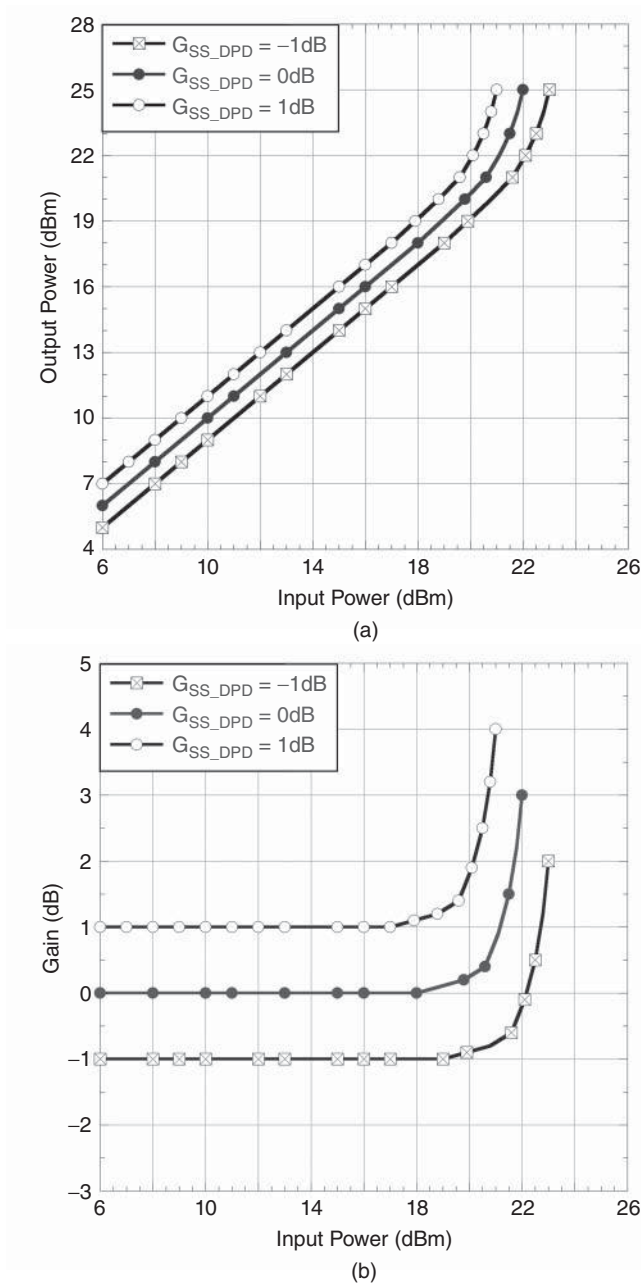 28
25
22
19
16
13
10
7
4
Output Power (dBm)
G_SS_DPD = –1dB
G_SS_DPD = 0dB
G_SS_DPD = 1dB
6 10 14 18 22 26
Input Power (dBm)
(a)
5
4
3
2
1
0
–1
–2
–3
Gain (dB)
G_SS_DPD = –1dB
G_SS_DPD = 0dB
G_SS_DPD = 1dB
6 10 14 18 22 26
Input Power (dBm)
(b)